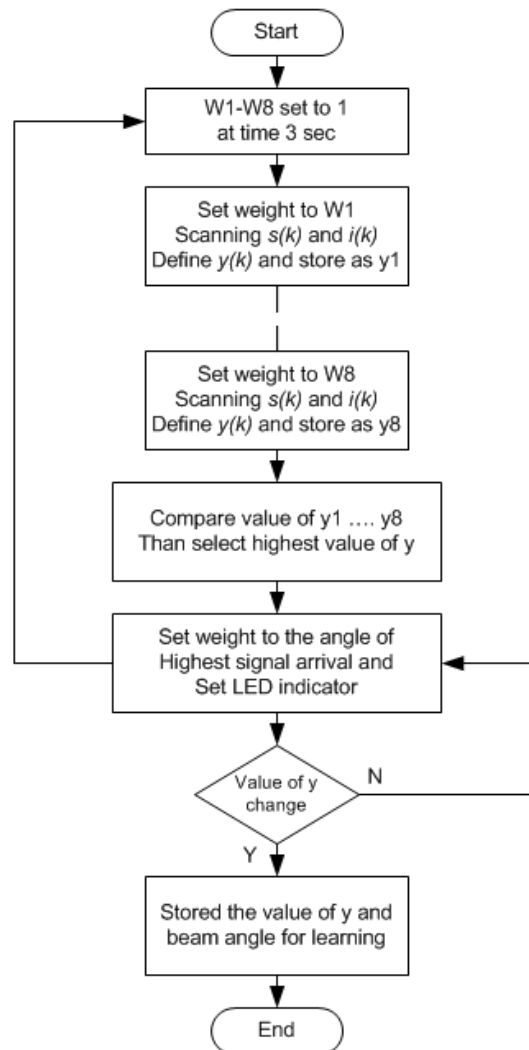 Start
W1-W8 set to 1
at time 3 sec
Set weight to W1
Scanning s(k) and i(k)
Define y(k) and store as y1
Set weight to W8
Scanning s(k) and i(k)
Define y(k) and store as y8
Compare value of y1 .... y8
Than select highest value of y
Set weight to the angle of
Highest signal arrival and
Set LED indicator
Value of y
change
N
Y
Stored the value of y and
beam angle for learning
End